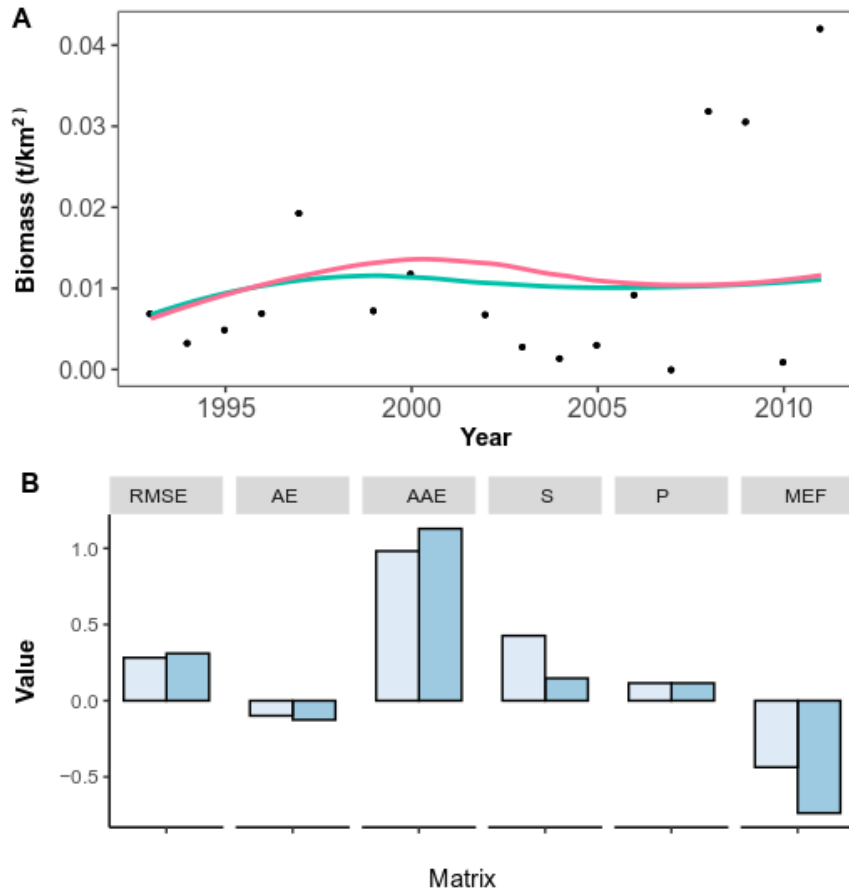 A
Biomass (t/km²)
0.04
0.03
0.02
0.01
0.00
1995 2000 2005 2010
Year
B
RMSE AE AAE S P MEF
Value
1.0
0.5
0.0
−0.5
Matrix